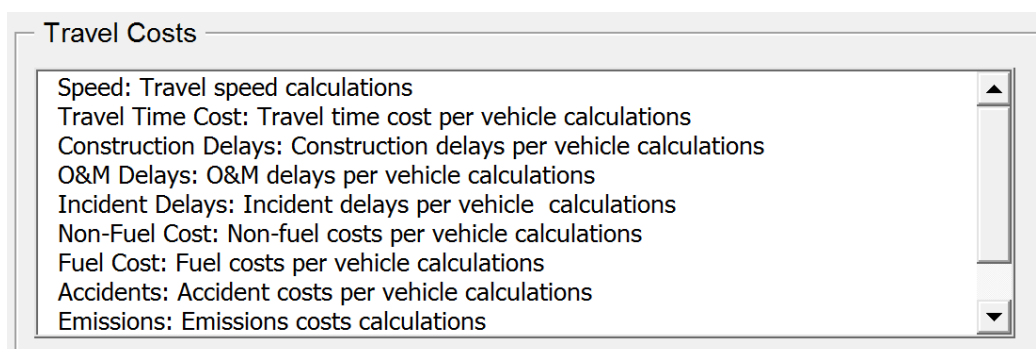 Travel Costs
Speed: Travel speed calculations
Travel Time Cost: Travel time cost per vehicle calculations
Construction Delays: Construction delays per vehicle calculations
O&M Delays: O&M delays per vehicle calculations
Incident Delays: Incident delays per vehicle  calculations
Non-Fuel Cost: Non-fuel costs per vehicle calculations
Fuel Cost: Fuel costs per vehicle calculations
Accidents: Accident costs per vehicle calculations
Emissions: Emissions costs calculations